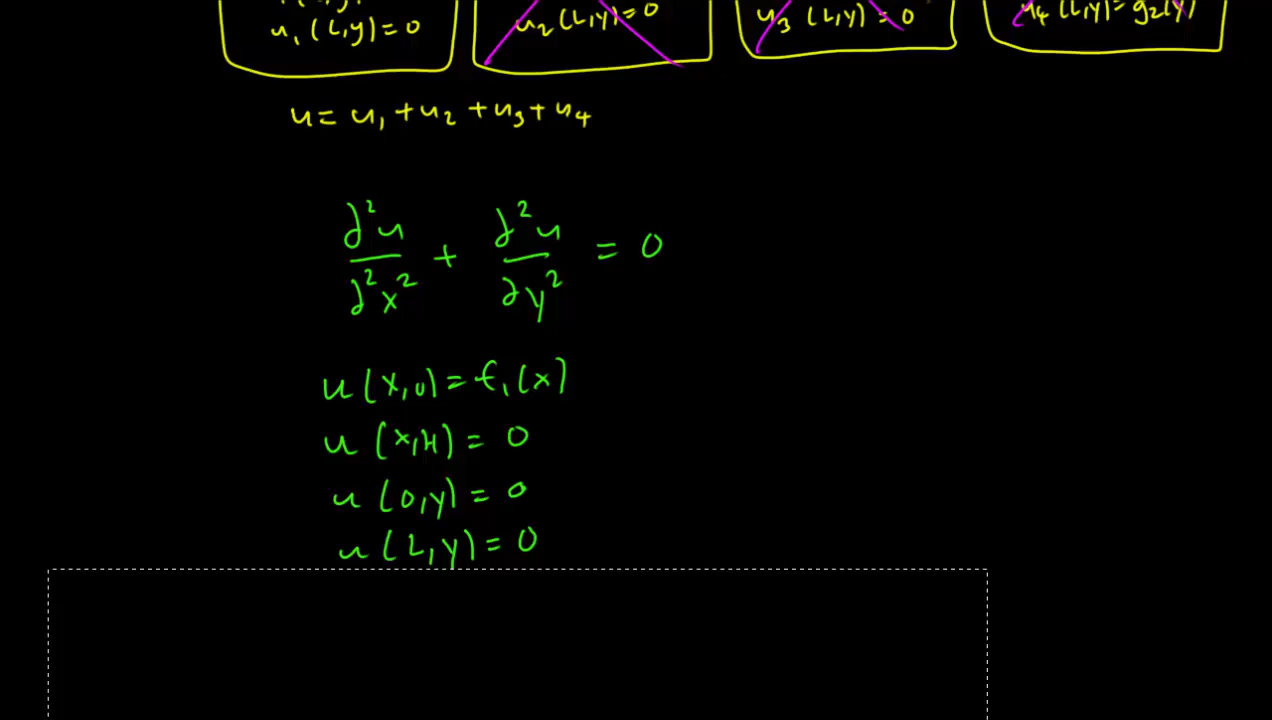 u₁(L,y)=0
u₂(L,y)=0
u₃(L,y)=0
u₄(L,y)=g₂(y)
u=u₁+u₂+u₃+u₄
∂²u/∂²x² + ∂²u/∂y² = 0
u(x,0)=f₁(x)
u(x,H)=0
u(0,y)=0
u(L,y)=0